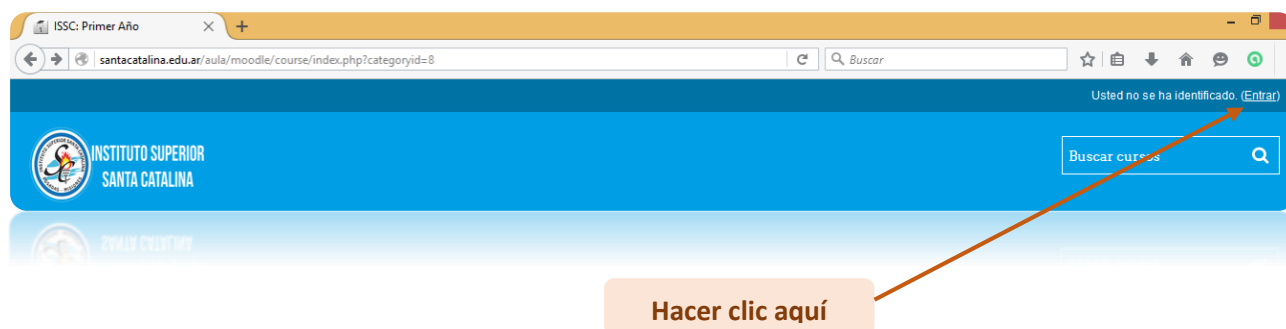 ISSC: Primer Año
santacatalina.edu.ar/aula/moodle/course/index.php?categoryid=8
Buscar
Usted no se ha identificado. (Entrar)
INSTITUTO SUPERIOR
SANTA CATALINA
Buscar cursos
Hacer clic aquí